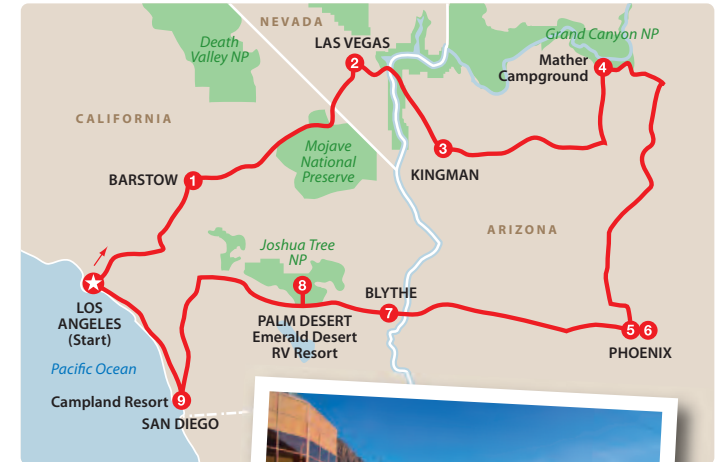 NEVADA
Death
Valley NP
LAS VEGAS
2
Grand Canyon NP
Mather
Campground
4
CALIFORNIA
Mojave
National
Preserve
3
KINGMAN
BARSTOW 1
ARIZONA
Joshua Tree
NP
8
BLYTHE
7
PALM DESERT
Emerald Desert
RV Resort
5 6
PHOENIX
LOS
ANGELES
(Start)
Pacific Ocean
Campland Resort 9
SAN DIEGO